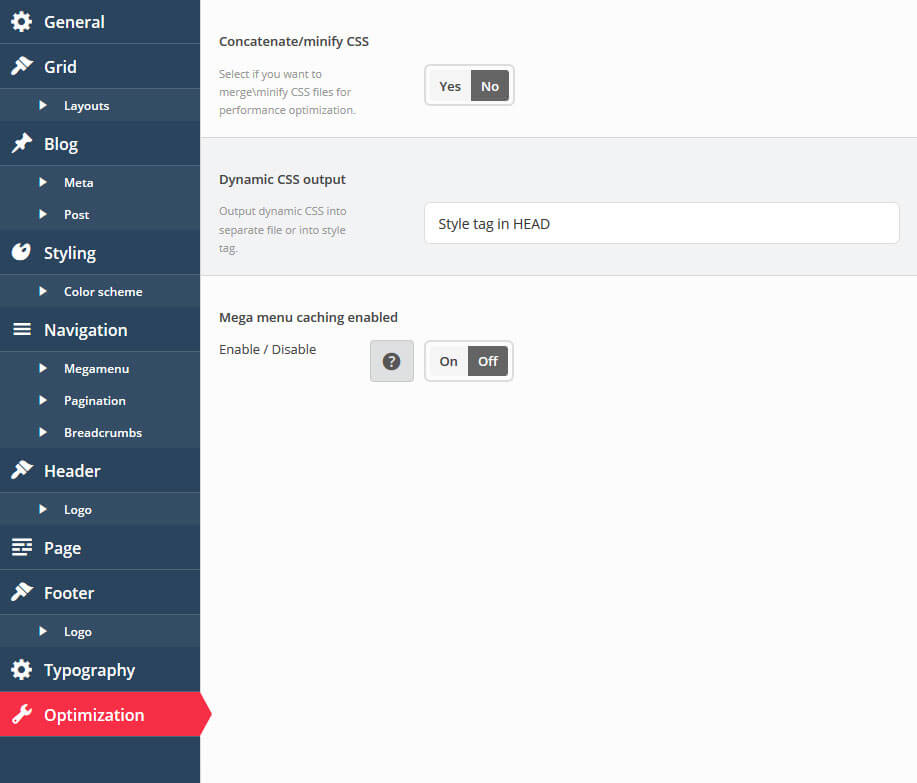 General
Grid
Layouts
Blog
Meta
Post
Styling
Color scheme
Navigation
Megamenu
Pagination
Breadcrumbs
Header
Logo
Page
Footer
Logo
Typography
Optimization
Concatenate/minify CSS
Select if you want to
merge\minify CSS files for
performance optimization.
Yes No
Dynamic CSS output
Output dynamic CSS into
separate file or into style
tag.
Style tag in HEAD
Mega menu caching enabled
Enable / Disable
? On Off